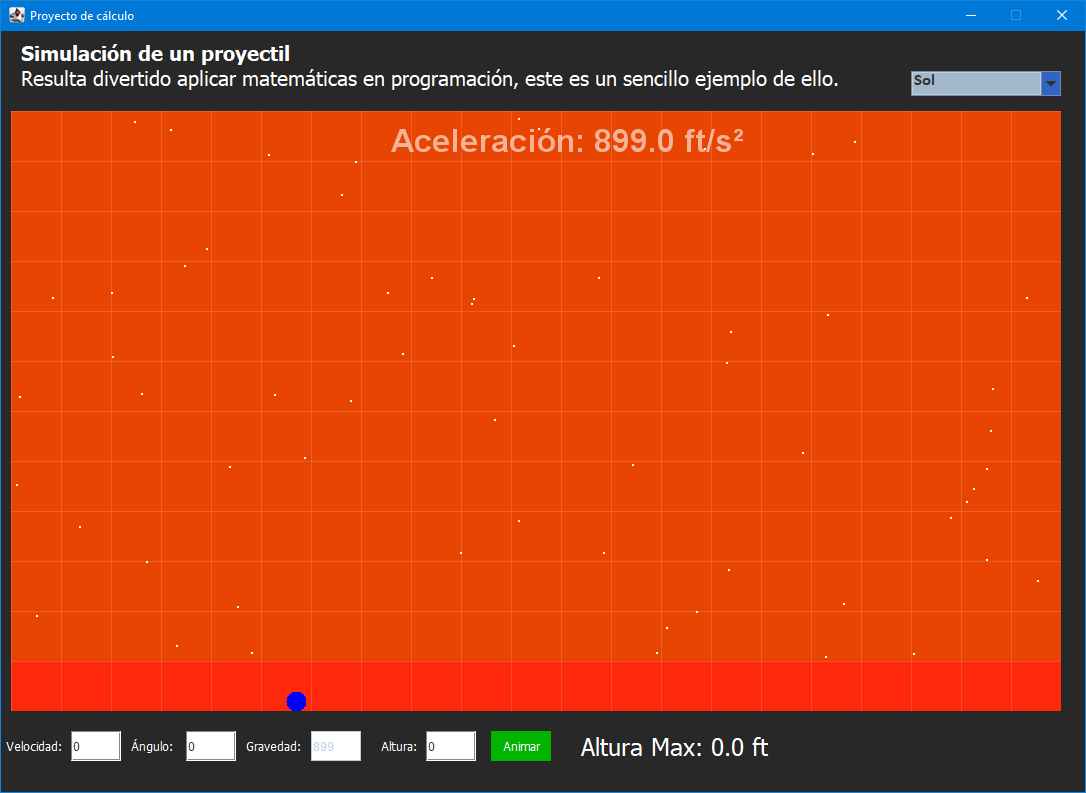 Proyecto de cálculo
Simulación de un proyectil
Resulta divertido aplicar matemáticas en programación, este es un sencillo ejemplo de ello.
Sol
Aceleración: 899.0 ft/s²
Velocidad: 0 Ángulo: 0 Gravedad: 899 Altura: 0 Animar Altura Max: 0.0 ft